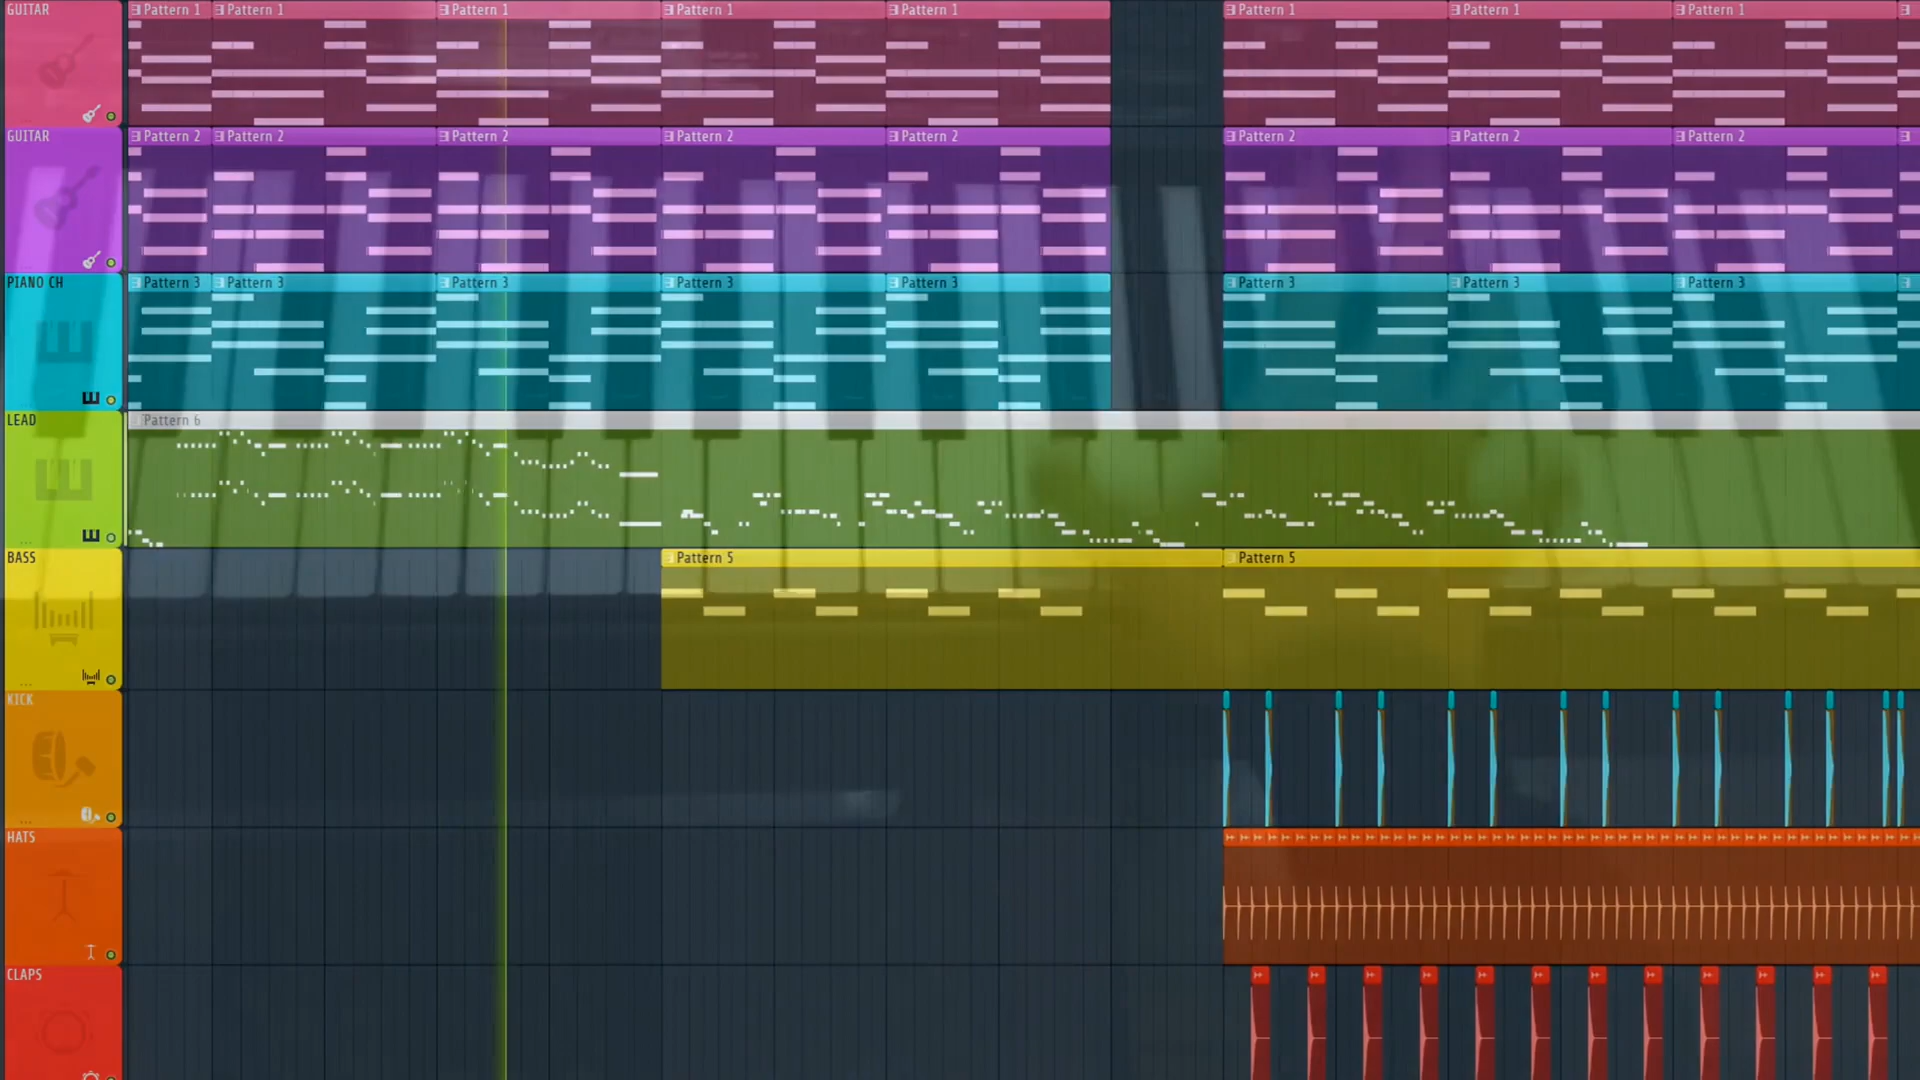 GUITAR
Pattern 1 Pattern 1 Pattern 1 Pattern 1 Pattern 1 Pattern 1 Pattern 1 Pattern 1
GUITAR
Pattern 2 Pattern 2 Pattern 2 Pattern 2 Pattern 2 Pattern 2 Pattern 2 Pattern 2
PIANO CH
Pattern 3 Pattern 3 Pattern 3 Pattern 3 Pattern 3 Pattern 3 Pattern 3 Pattern 3
LEAD
Pattern 6
BASS
Pattern 5 Pattern 5
KICK
HATS
CLAPS